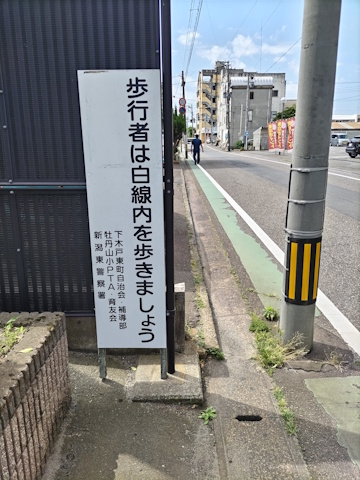 歩行者は白線内を歩きましょう
下木戸東町自治会・補導部
牡丹山小PTA・育友会
新潟東警察署